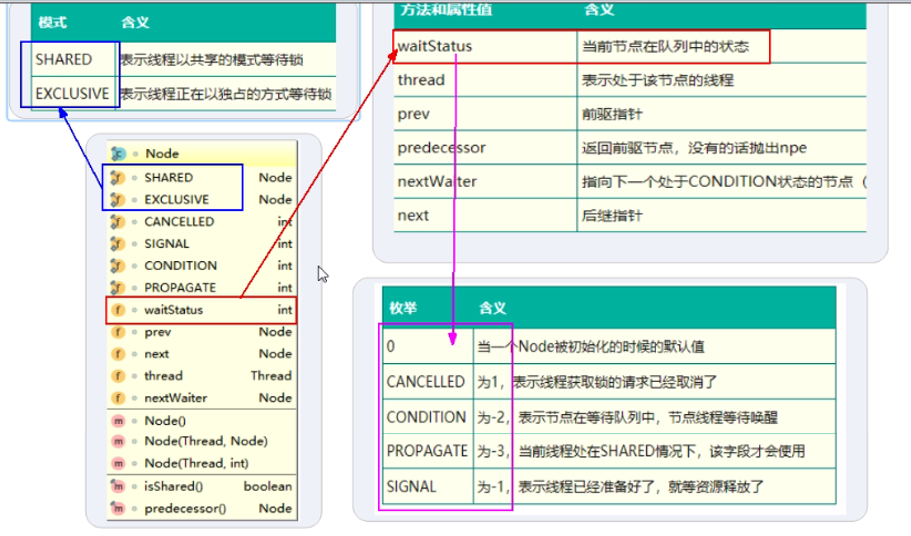 模式 含义
SHARED 表示线程以共享的模式等待锁
EXCLUSIVE 表示线程正在以独占的方式等待锁
方法和属性值 含义
waitStatus 当前节点在队列中的状态
thread 表示处于该节点的线程
prev 前驱指针
predecessor 返回前驱节点，没有的话抛出npe
nextWaiter 指向下一个处于CONDITION状态的节点（
next 后继指针
Node
SHARED Node
EXCLUSIVE Node
CANCELLED int
SIGNAL int
CONDITION int
PROPAGATE int
waitStatus int
prev Node
next Node
thread Thread
nextWaiter Node
Node()
Node(Thread, Node)
Node(Thread, int)
isShared() boolean
predecessor() Node
枚举 含义
0 当一个Node被初始化的时候的默认值
CANCELLED 为1，表示线程获取锁的请求已经取消了
CONDITION 为-2，表示节点在等待队列中，节点线程等待唤醒
PROPAGATE 为-3，当前线程处在SHARED情况下，该字段才会使用
SIGNAL 为-1，表示线程已经准备好了，就等资源释放了